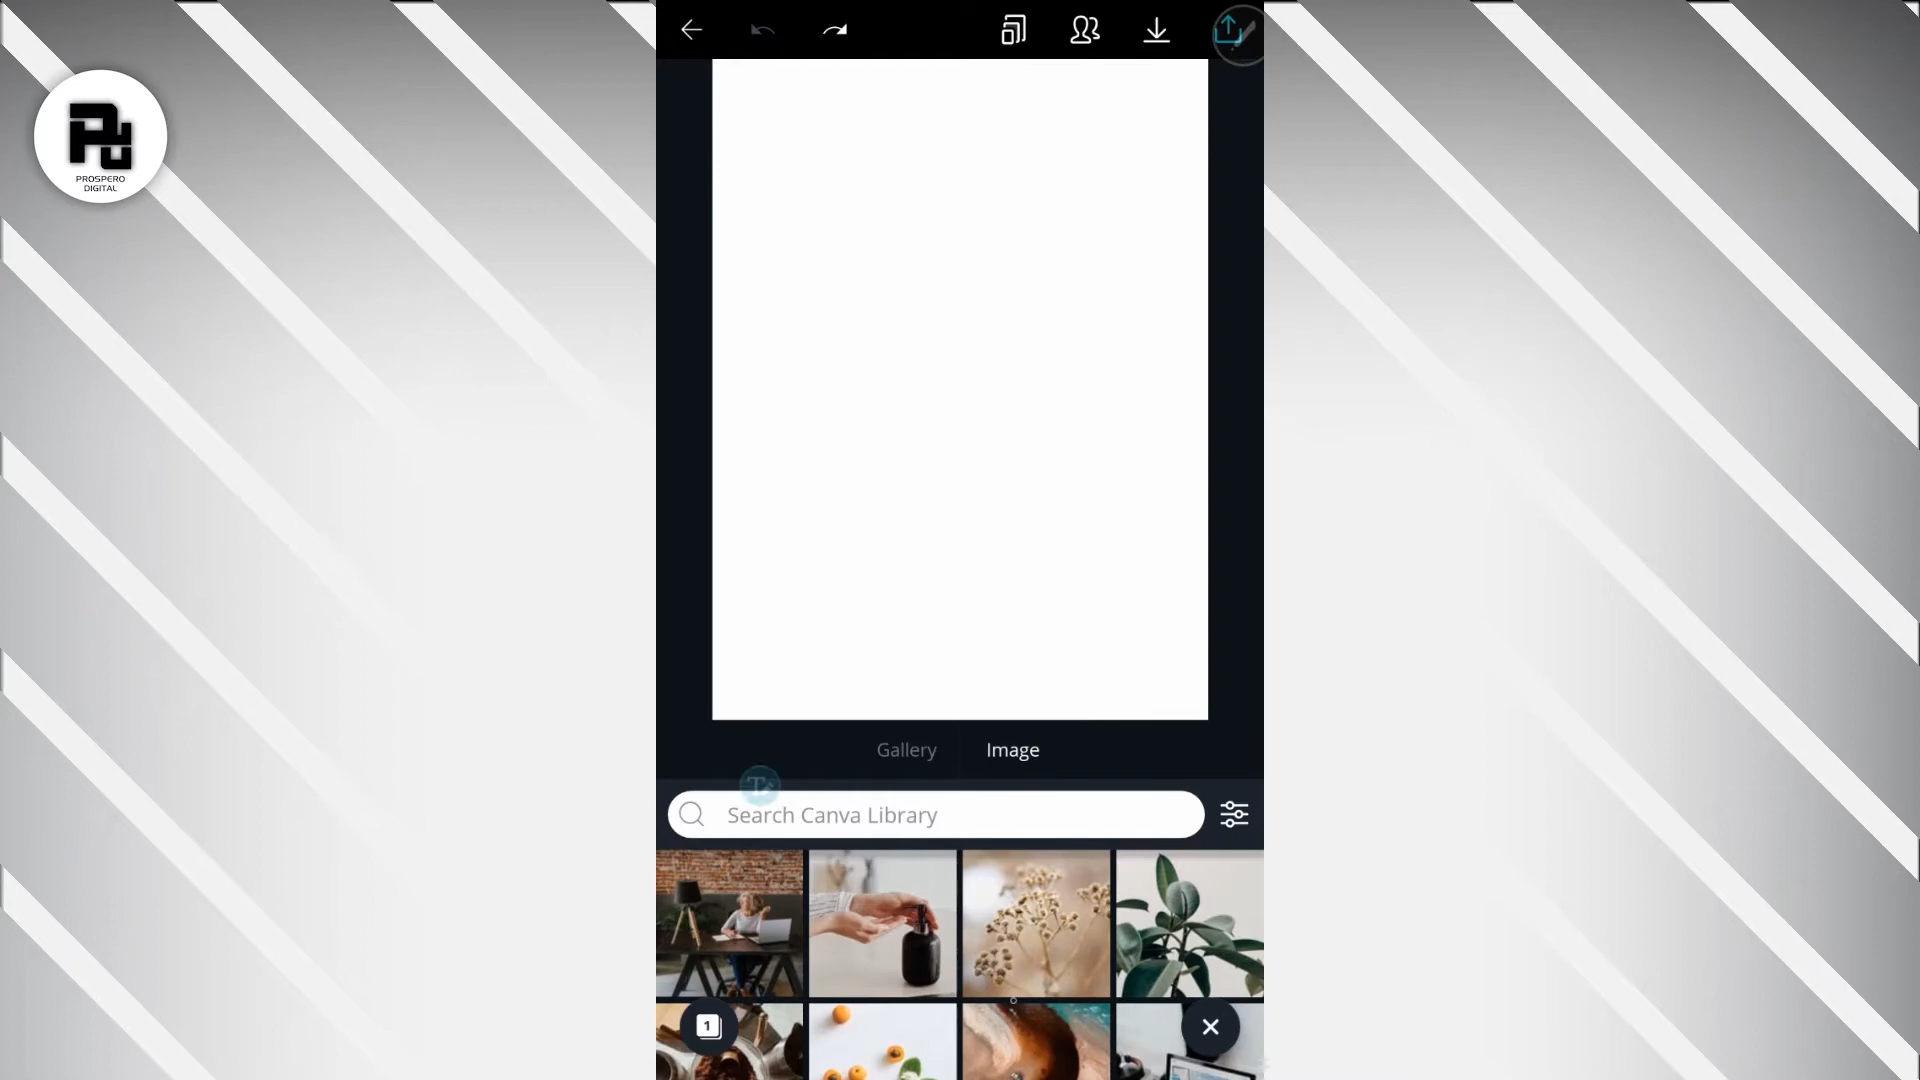 PROSPERO
DIGITAL
Gallery
Image
Search Canva Library
1